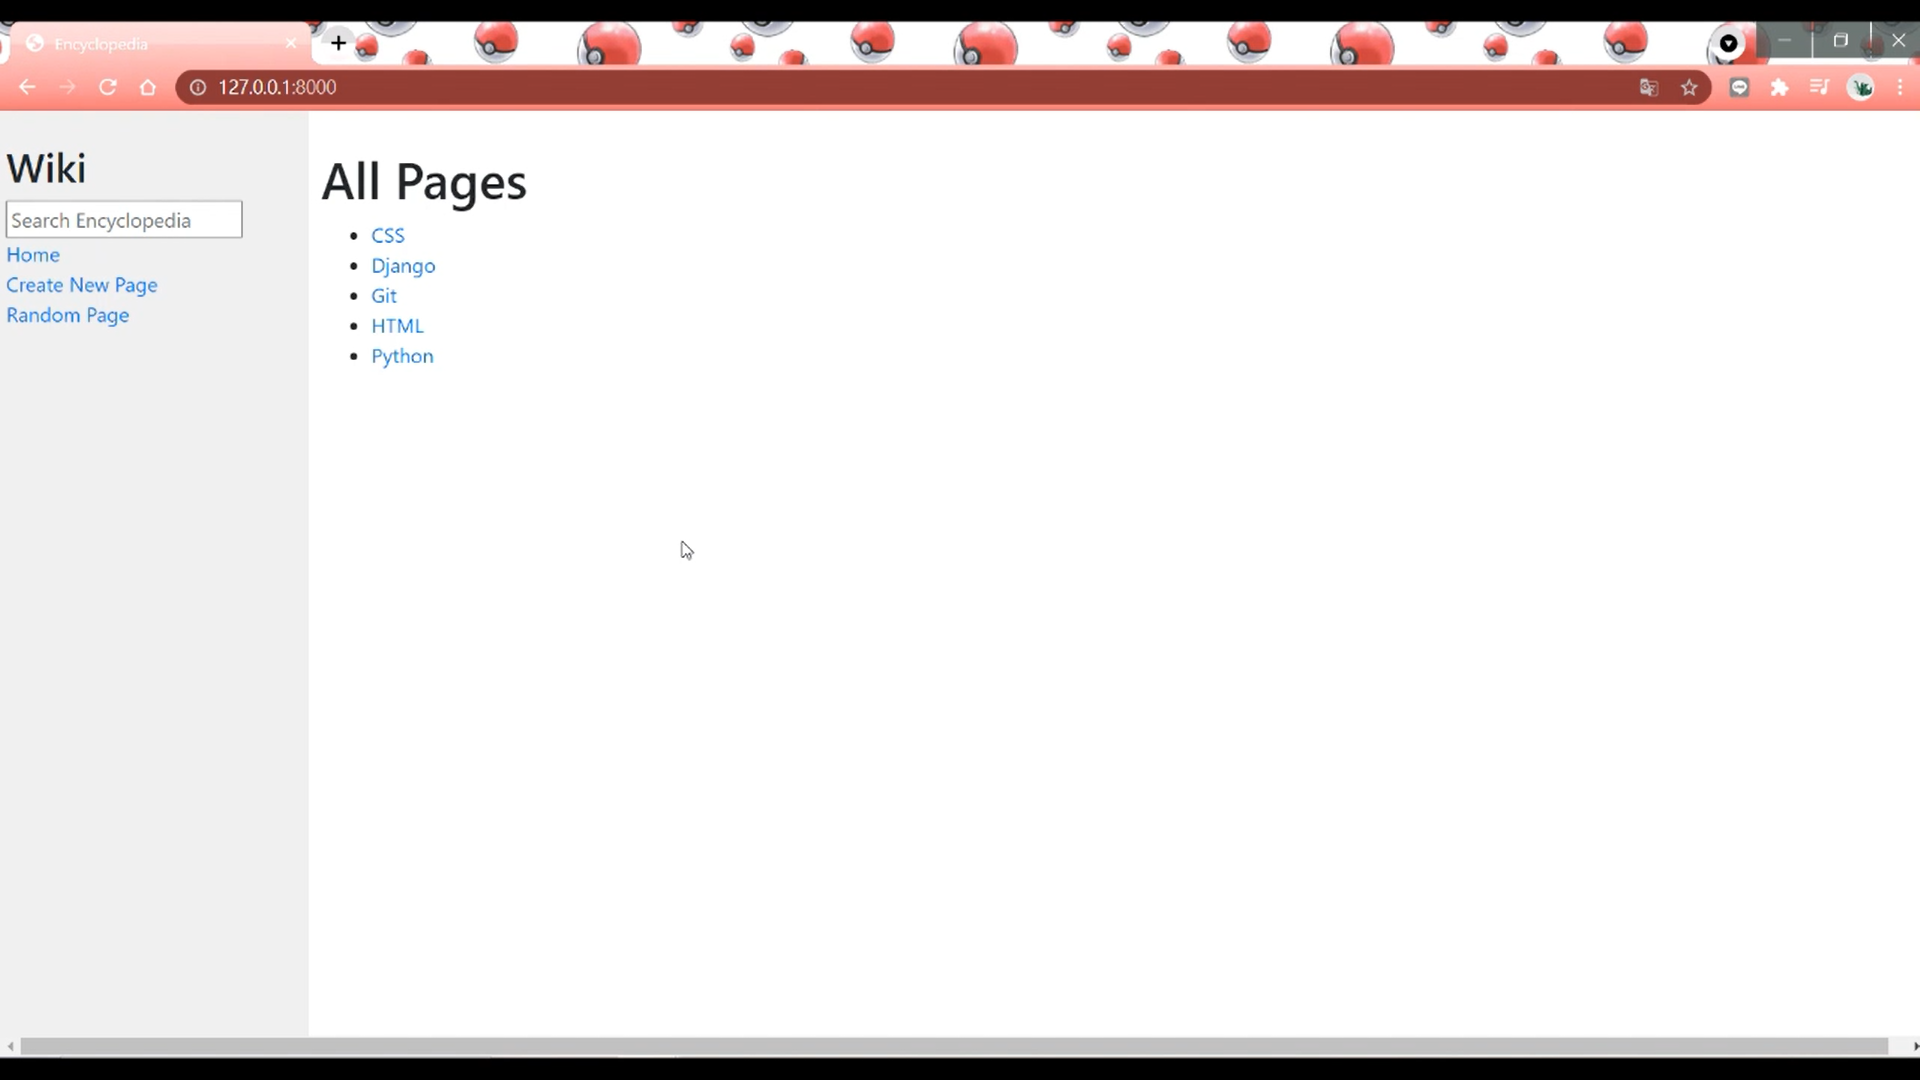 Encyclopedia
127.0.0.1:8000
Wiki
Search Encyclopedia
Home
Create New Page
Random Page
All Pages
CSS
Django
Git
HTML
Python